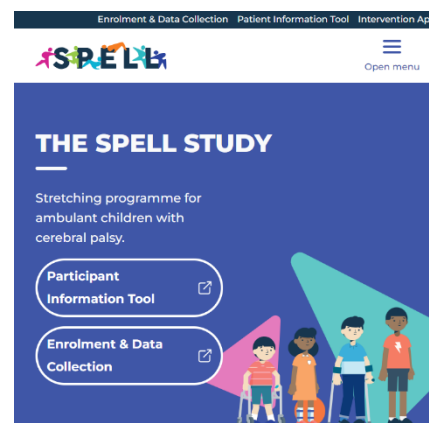 Enrolment & Data Collection Patient Information Tool Intervention Ap
SPELL
Open menu
THE SPELL STUDY
Stretching programme for
ambulant children with
cerebral palsy.
Participant
Information Tool
Enrolment & Data
Collection